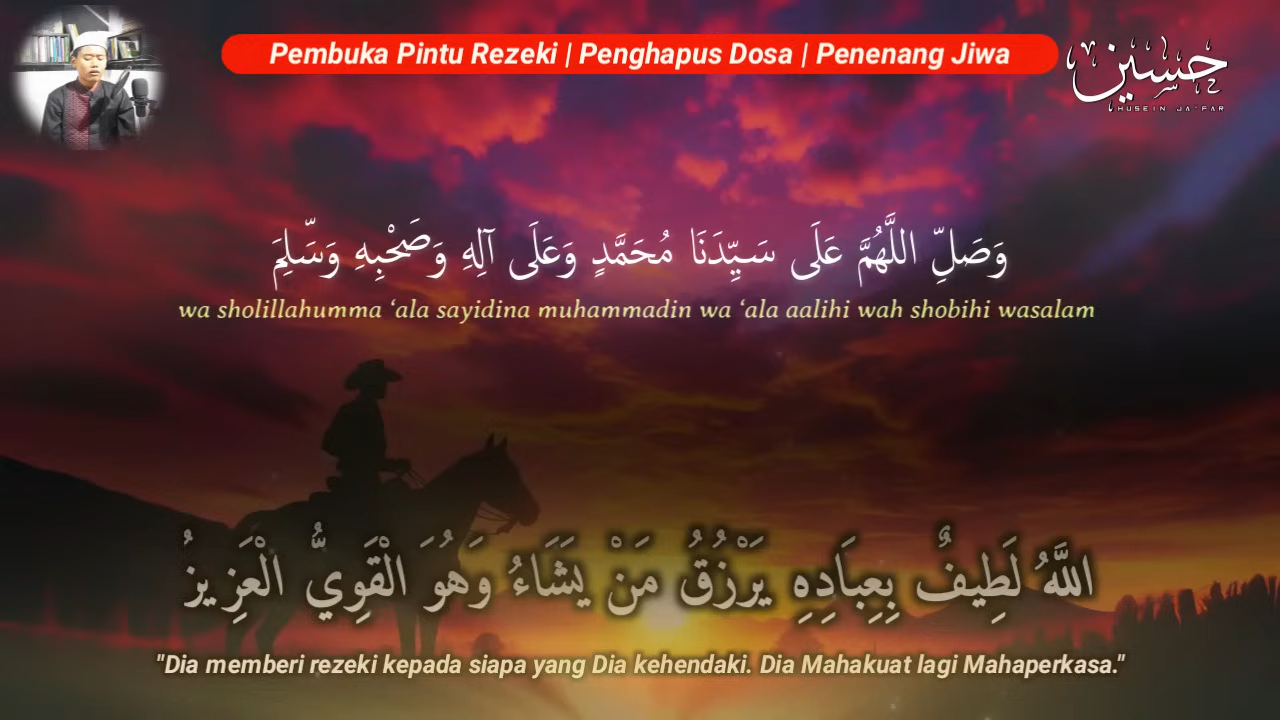 Pembuka Pintu Rezeki | Penghapus Dosa | Penenang Jiwa
حسين
HUSEIN JA'FAR
وَصَلِّ اللَّهُمَّ عَلَى سَيِّدَنَا مُحَمَّدٍ وَعَلَى آلِهِ وَصَحْبِهِ وَسَّلِمَ
wa sholillahumma ‘ala sayidina muhammadin wa ‘ala aalihi wah shobihi wasalam
اللَّهُ لَطِيفٌ بِعِبَادِهِ يَرْزُقُ مَنْ يَشَاءُ وَهُوَ الْقَوِيُّ الْعَزِيزُ
"Dia memberi rezeki kepada siapa yang Dia kehendaki. Dia Mahakuat lagi Mahaperkasa."